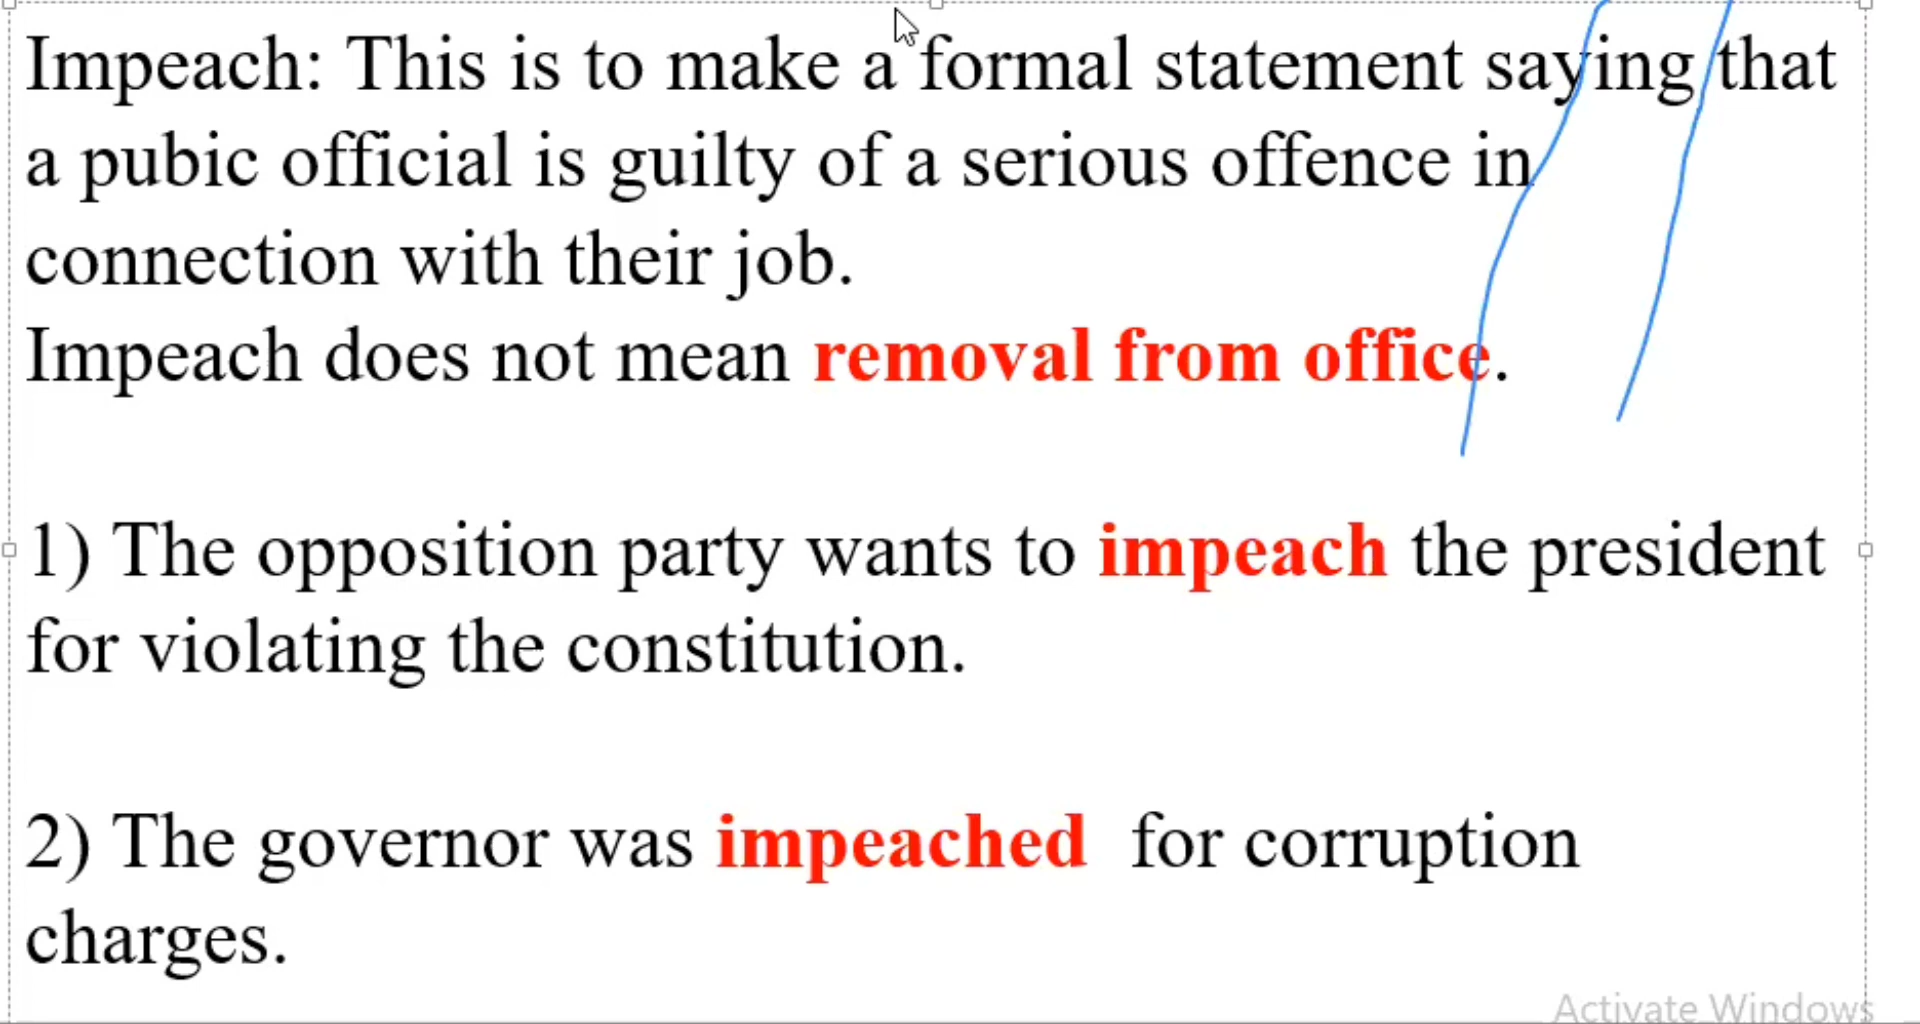 Impeach: This is to make a formal statement saying that
a pubic official is guilty of a serious offence in
connection with their job.
Impeach does not mean removal from office.
1) The opposition party wants to impeach the president
for violating the constitution.
2) The governor was impeached for corruption
charges.
Activate Windows